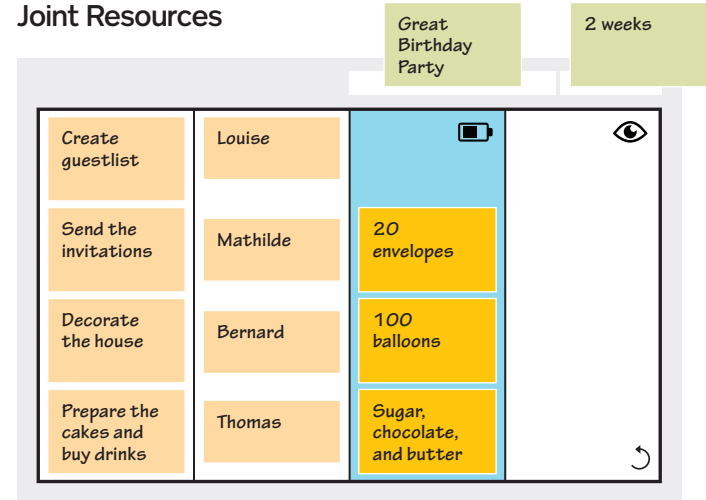 Joint Resources
Great
Birthday
Party
2 weeks
Create
guestlist
Louise
Send the
invitations
Mathilde
20
envelopes
Decorate
the house
Bernard
100
balloons
Prepare the
cakes and
buy drinks
Thomas
Sugar,
chocolate,
and butter